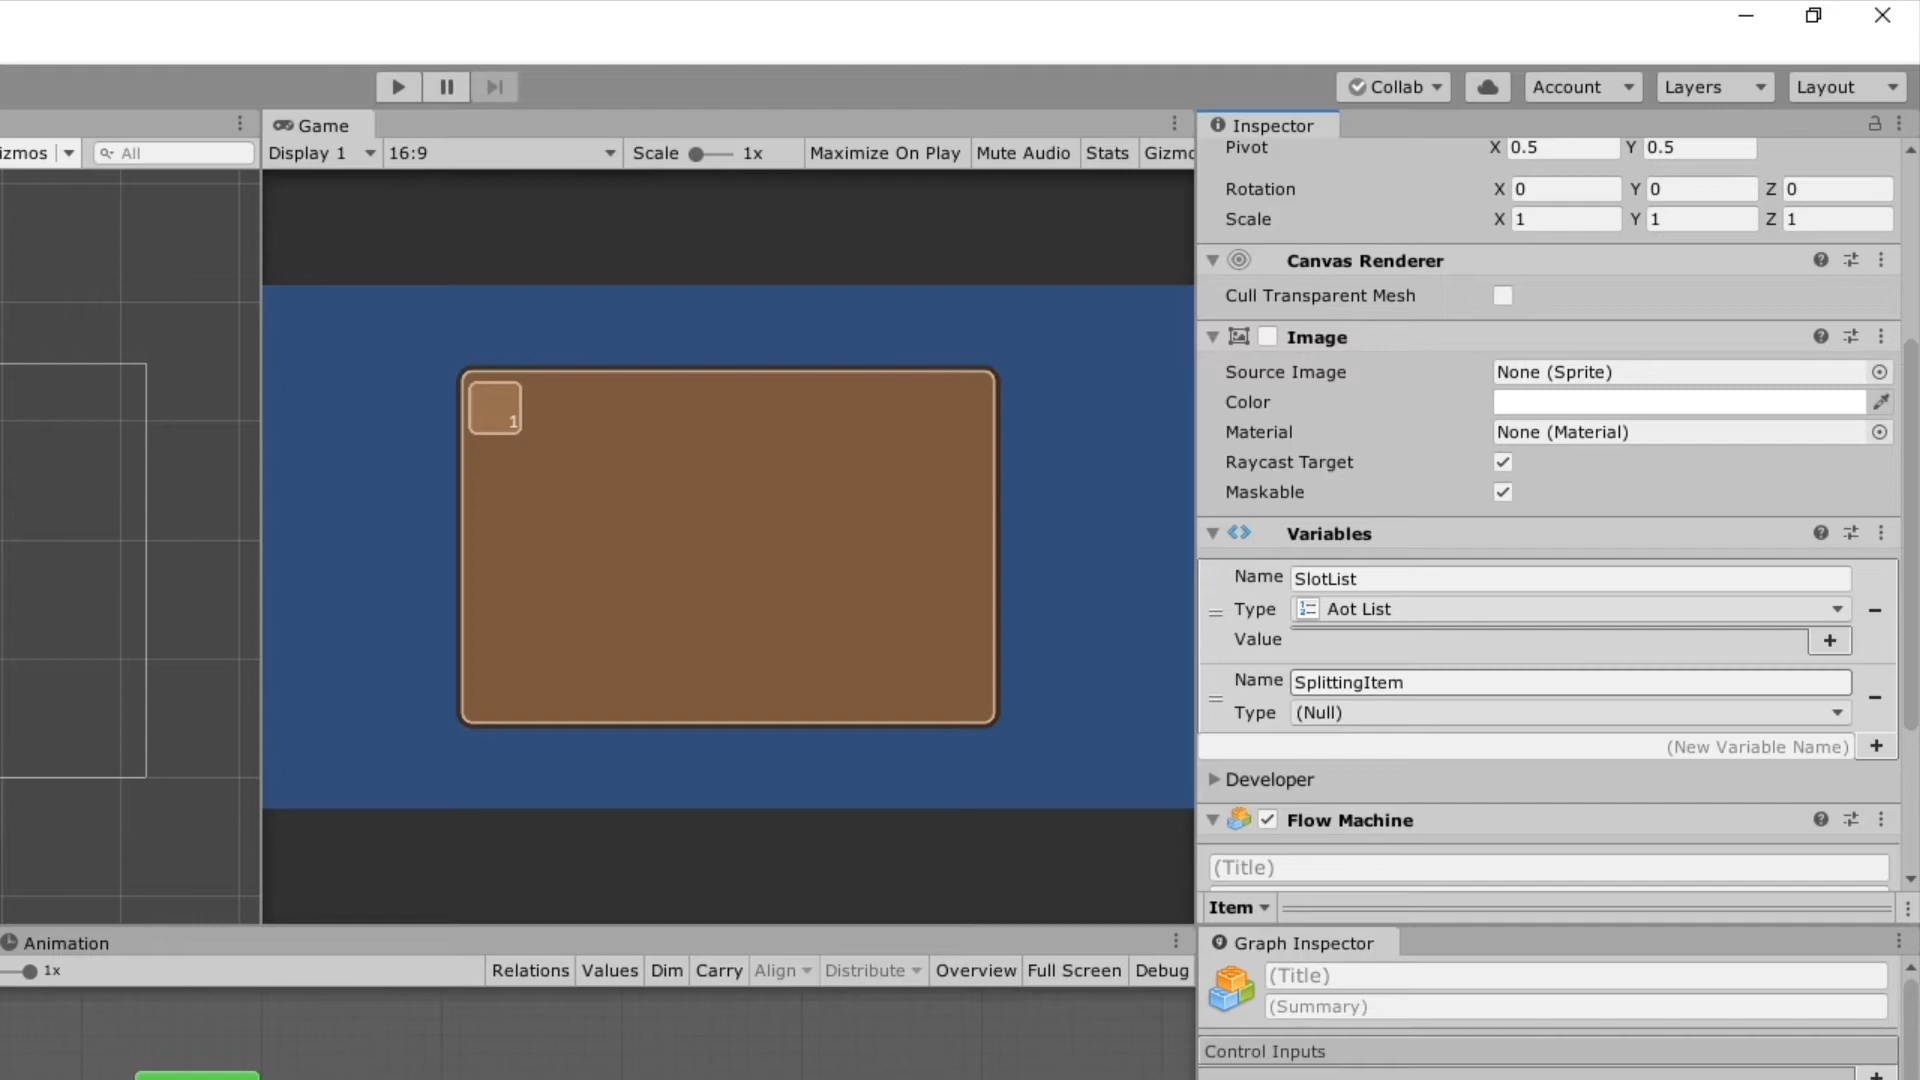 Collab
Account
Layers
Layout
Game
Inspector
izmos
All
Display 1
16:9
Scale
1x
Maximize On Play
Mute Audio
Stats
Gizmo
Pivot
X 0.5
Y 0.5
Rotation
X 0
Y 0
Z 0
Scale
X 1
Y 1
Z 1
Canvas Renderer
Cull Transparent Mesh
Image
Source Image
None (Sprite)
Color
Material
None (Material)
Raycast Target
Maskable
1
Variables
Name
SlotList
Type
Aot List
Value
Name
SplittingItem
Type
(Null)
(New Variable Name)
Developer
Flow Machine
(Title)
Item
Animation
1x
Relations
Values
Dim
Carry
Align
Distribute
Overview
Full Screen
Debug
Graph Inspector
(Title)
(Summary)
Control Inputs